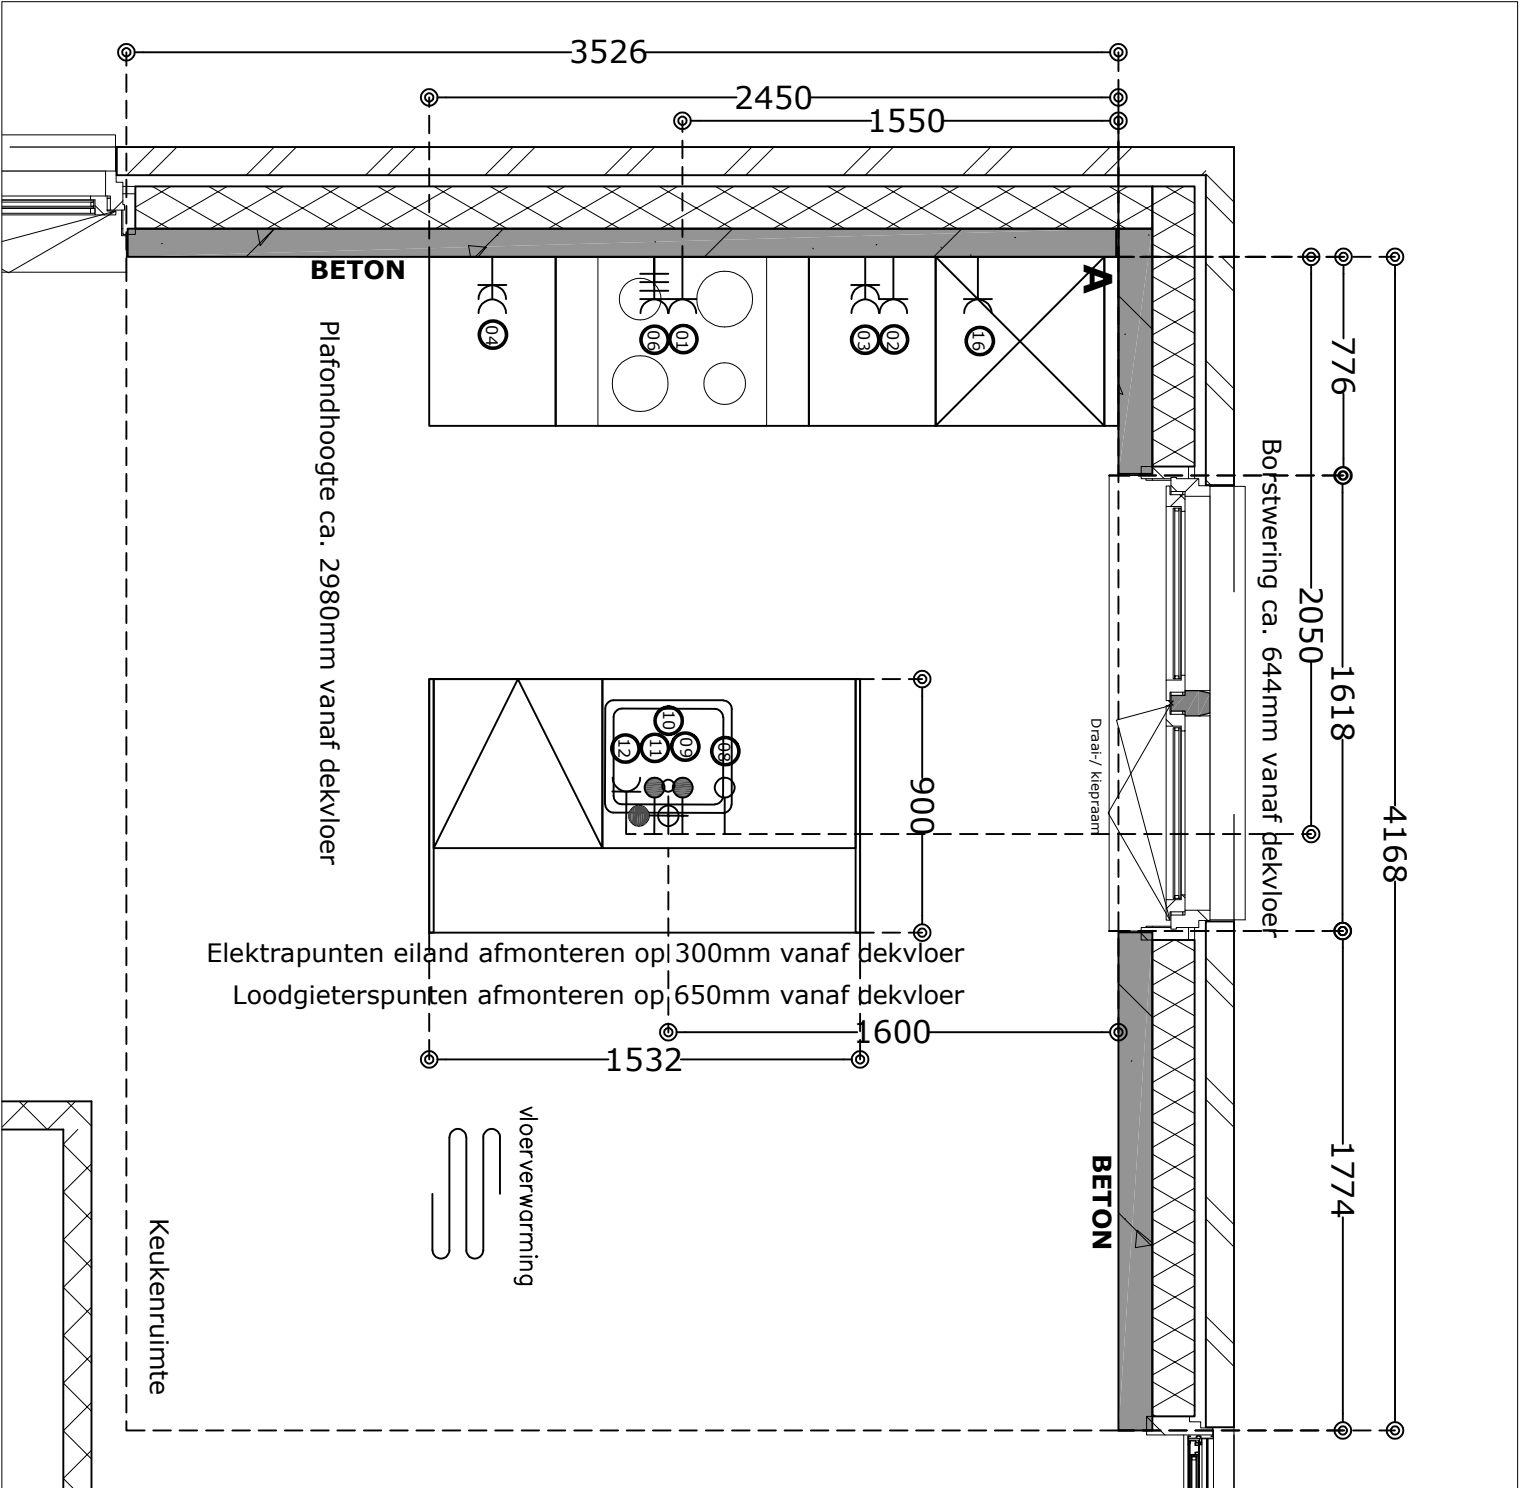 3526
2450
1550
BETON
A
04
06
01
03
02
16
776
Plafondhoogte ca. 2980mm vanaf dekvloer
Borstwering ca. 644mm vanaf dekvloer
2050
1618
4168
Draai-/ kiepraam
10
12
11
09
08
900
Elektrapunten eiland afmonteren op 300mm vanaf dekvloer
Loodgieterspunten afmonteren op 650mm vanaf dekvloer
1600
1532
vloerverwarming
BETON
1774
Keukenruimte